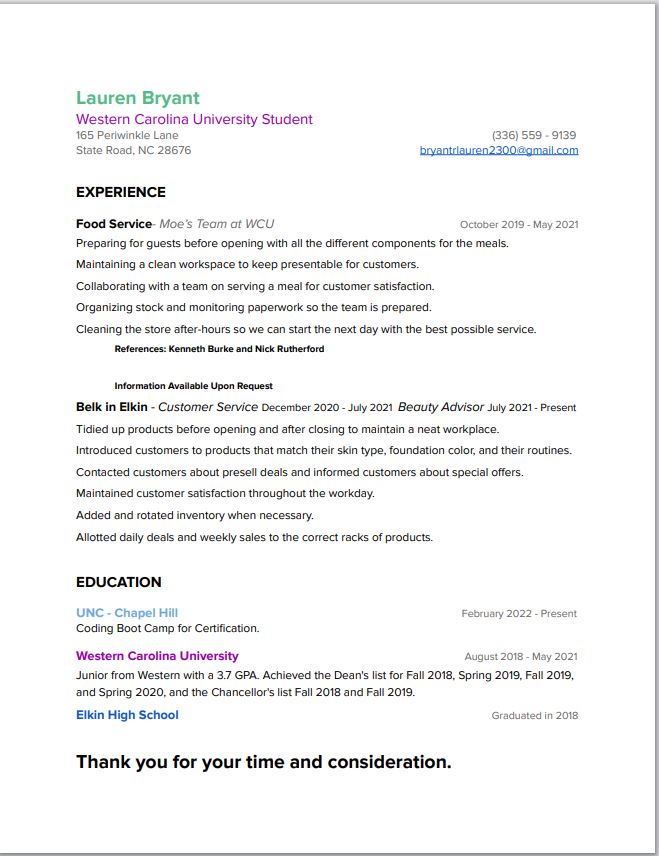 Lauren Bryant
Western Carolina University Student
165 Periwinkle Lane (336) 559 - 9139
State Road, NC 28676 bryantrlauren2300@gmail.com
EXPERIENCE
Food Service- Moe's Team at WCU October 2019 - May 2021
Preparing for guests before opening with all the different components for the meals.
Maintaining a clean workspace to keep presentable for customers.
Collaborating with a team on serving a meal for customer satisfaction.
Organizing stock and monitoring paperwork so the team is prepared.
Cleaning the store after-hours so we can start the next day with the best possible service.
References: Kenneth Burke and Nick Rutherford
Information Available Upon Request
Belk in Elkin - Customer Service December 2020 - July 2021 Beauty Advisor July 2021 - Present
Tidied up products before opening and after closing to maintain a neat workplace.
Introduced customers to products that match their skin type, foundation color, and their routines.
Contacted customers about presell deals and informed customers about special offers.
Maintained customer satisfaction throughout the workday.
Added and rotated inventory when necessary.
Allotted daily deals and weekly sales to the correct racks of products.
EDUCATION
UNC - Chapel Hill February 2022 - Present
Coding Boot Camp for Certification.
Western Carolina University August 2018 - May 2021
Junior from Western with a 3.7 GPA. Achieved the Dean's list for Fall 2018, Spring 2019, Fall 2019,
and Spring 2020, and the Chancellor's list Fall 2018 and Fall 2019.
Elkin High School Graduated in 2018
Thank you for your time and consideration.